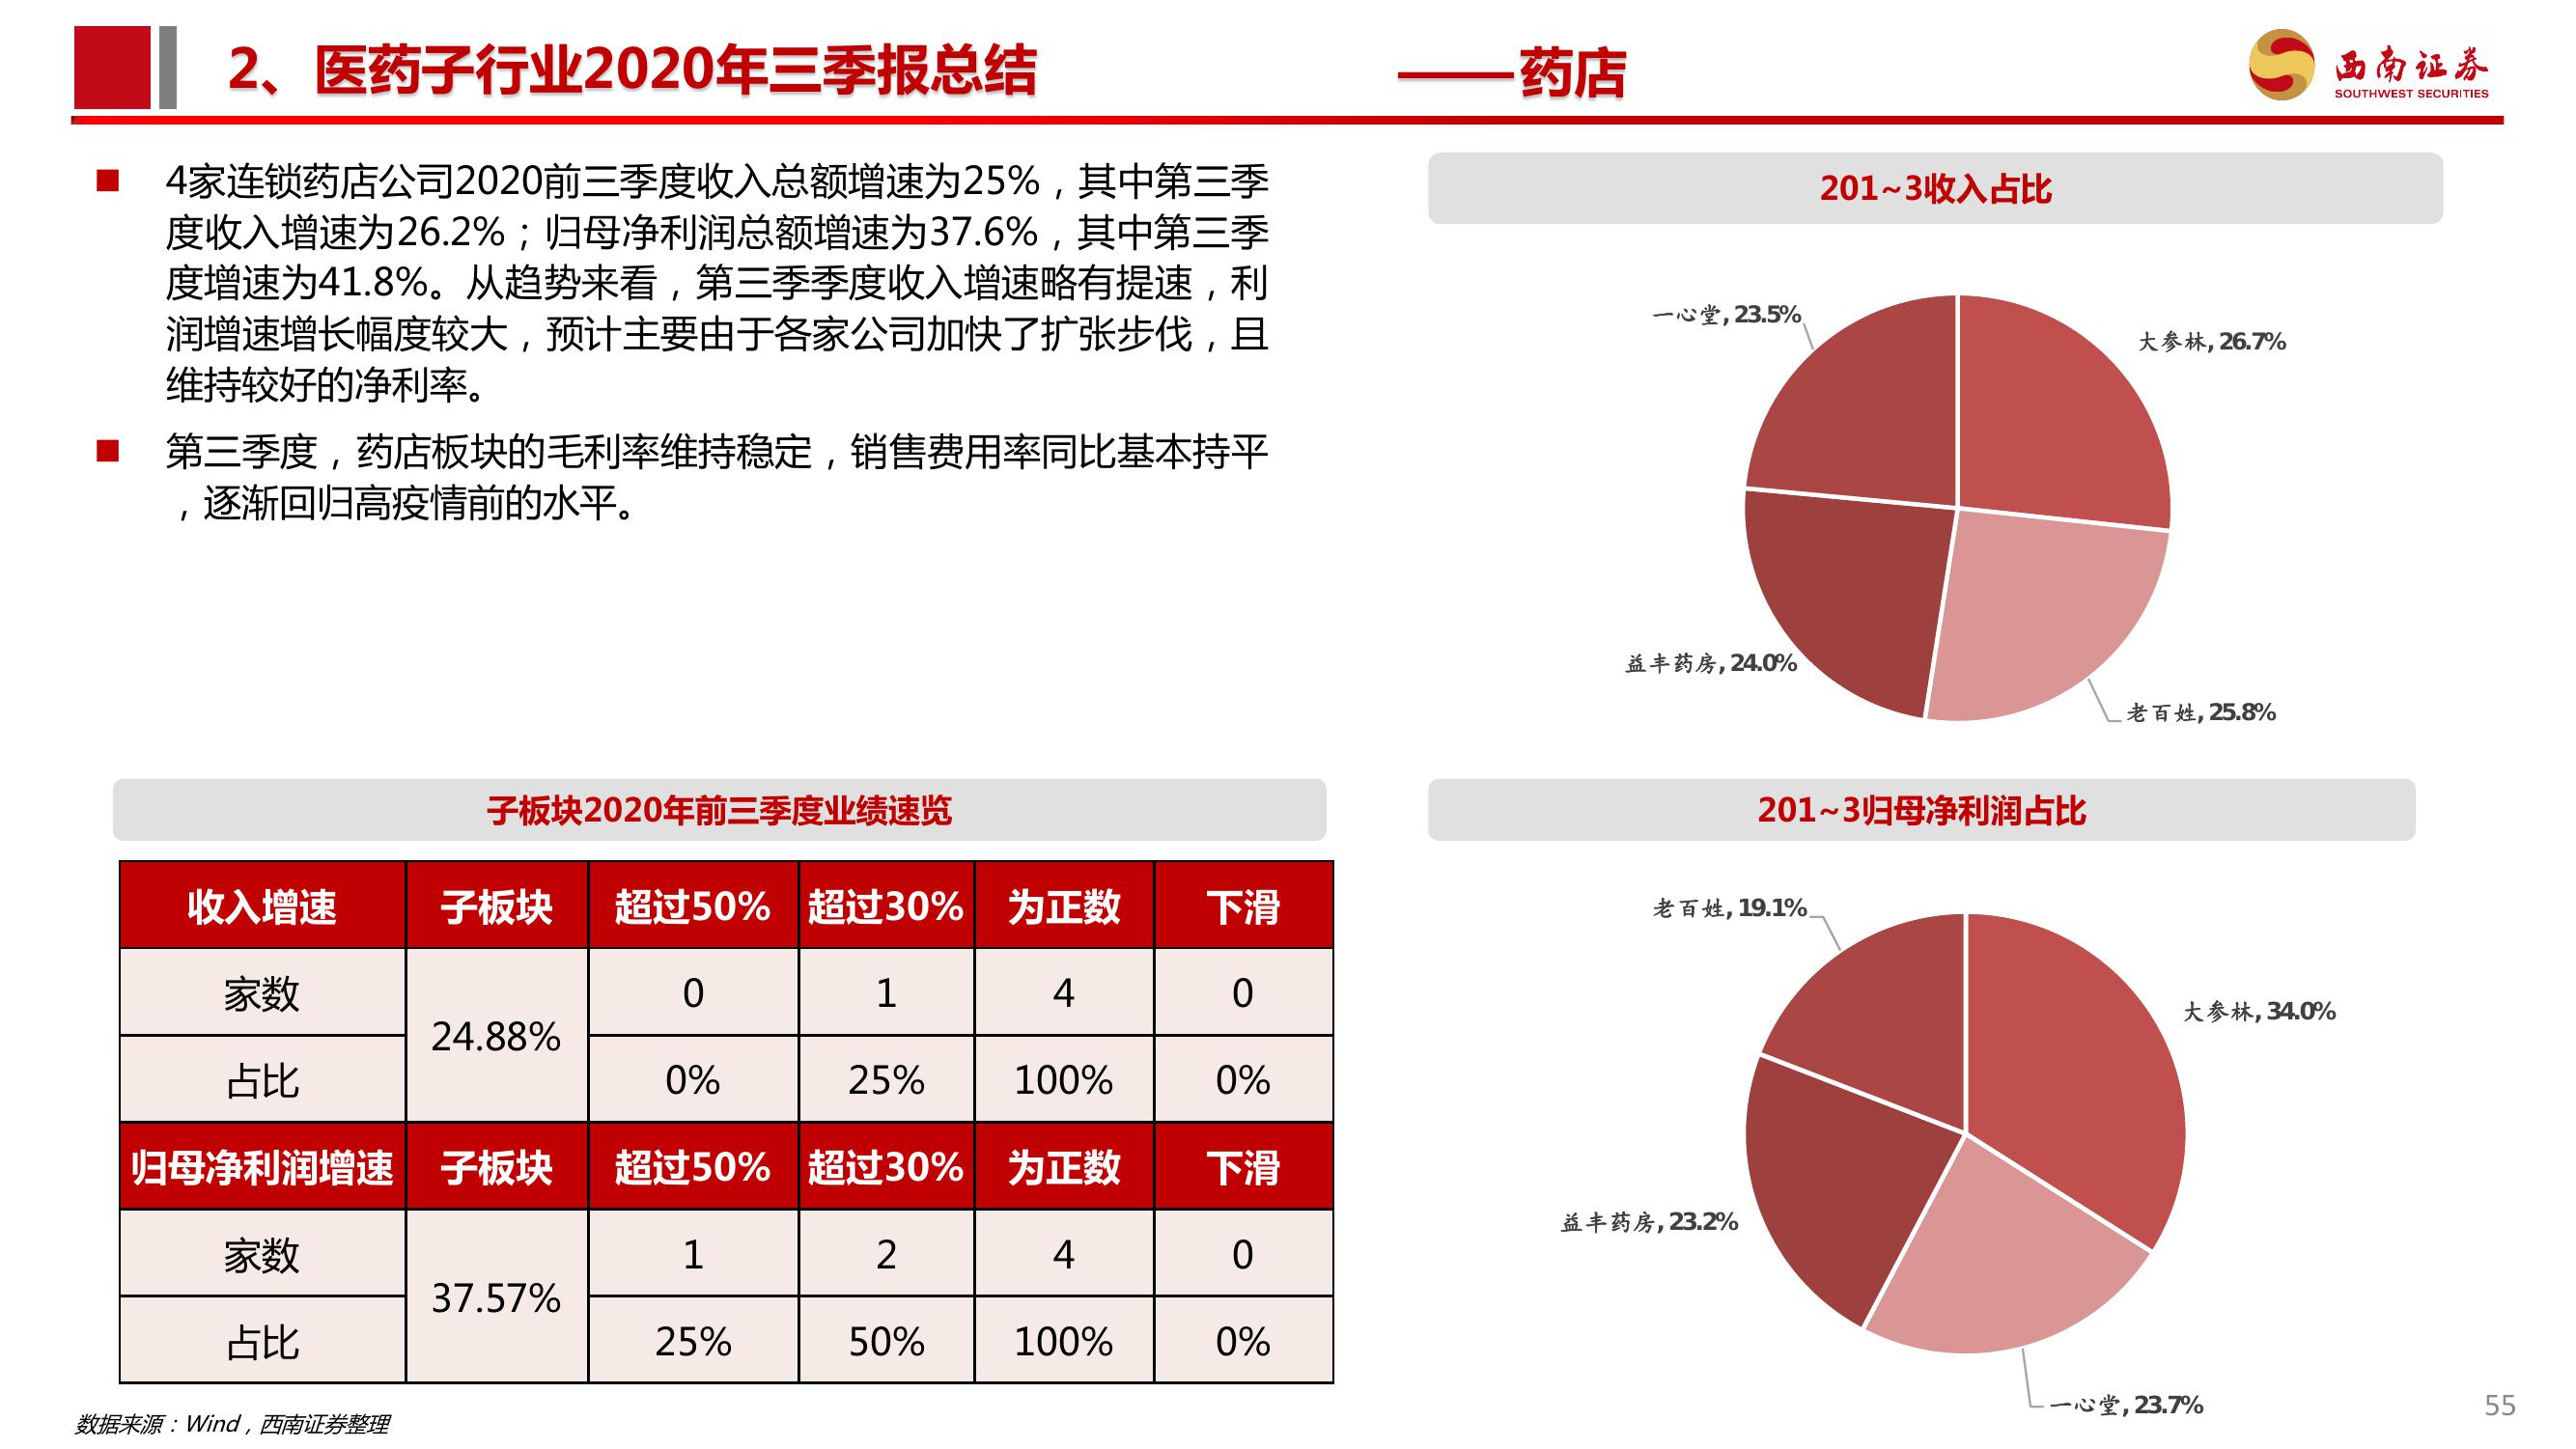 2、医药子行业2020年三季报总结
——药店
西南证券
SOUTHWEST SECURITIES
4家连锁药店公司2020前三季度收入总额增速为25%，其中第三季
度收入增速为26.2%；归母净利润总额增速为37.6%，其中第三季
度增速为41.8%。从趋势来看，第三季季度收入增速略有提速，利
润增速增长幅度较大，预计主要由于各家公司加快了扩张步伐，且
维持较好的净利率。
第三季度，药店板块的毛利率维持稳定，销售费用率同比基本持平
，逐渐回归高疫情前的水平。
201~3收入占比
一心堂, 23.5%
大参林, 26.7%
益丰药房, 24.0%
老百姓, 25.8%
子板块2020年前三季度业绩速览
收入增速 子板块 超过50% 超过30% 为正数 下滑
家数 24.88% 0 1 4 0
占比 0% 25% 100% 0%
归母净利润增速 子板块 超过50% 超过30% 为正数 下滑
家数 37.57% 1 2 4 0
占比 25% 50% 100% 0%
201~3归母净利润占比
老百姓, 19.1%
大参林, 34.0%
益丰药房, 23.2%
一心堂, 23.7%
数据来源：Wind，西南证券整理
55